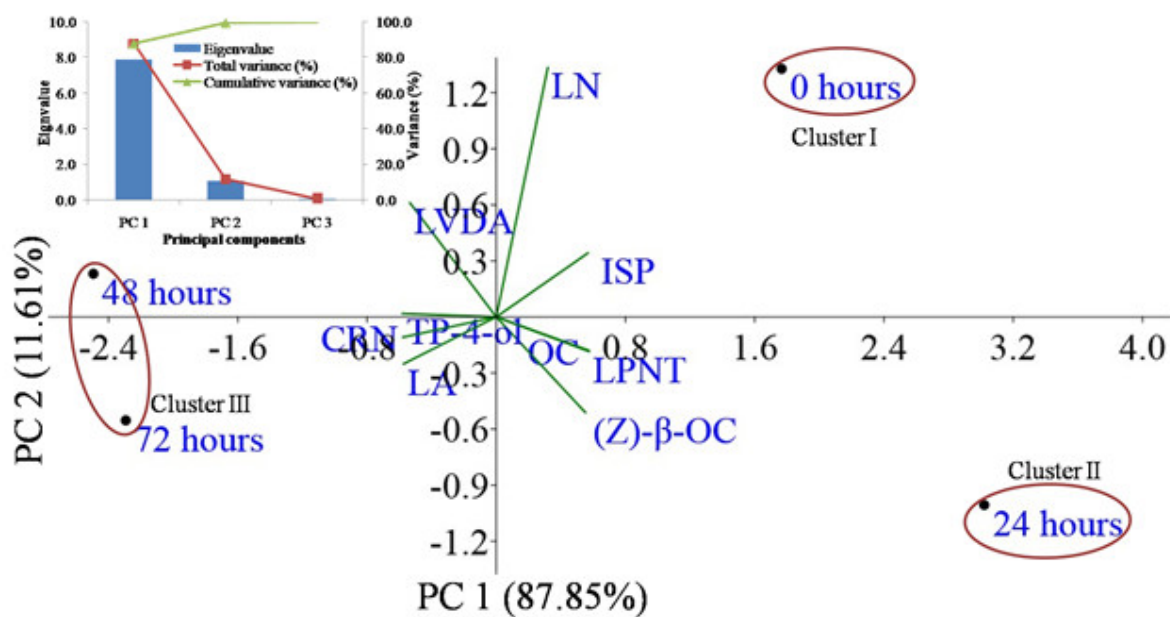 10.0
8.0
6.0
4.0
2.0
0.0
Eignvalue
Eigenvalue
Total variance (%)
Cumulative variance (%)
100.0
80.0
60.0
40.0
20.0
0.0
Variance (%)
PC 1
PC 2
PC 3
Principal components
1.2
0.9
0.6
0.3
-0.3
-0.6
-0.9
-1.2
PC 2 (11.61%)
-2.4
-1.6
-0.8
0.8
1.6
2.4
3.2
4.0
PC 1 (87.85%)
LN
LVDA
ISP
CRN
TP-4-ol
OC
LPNT
LA
(Z)-β-OC
0 hours
Cluster I
48 hours
Cluster III
72 hours
Cluster II
24 hours